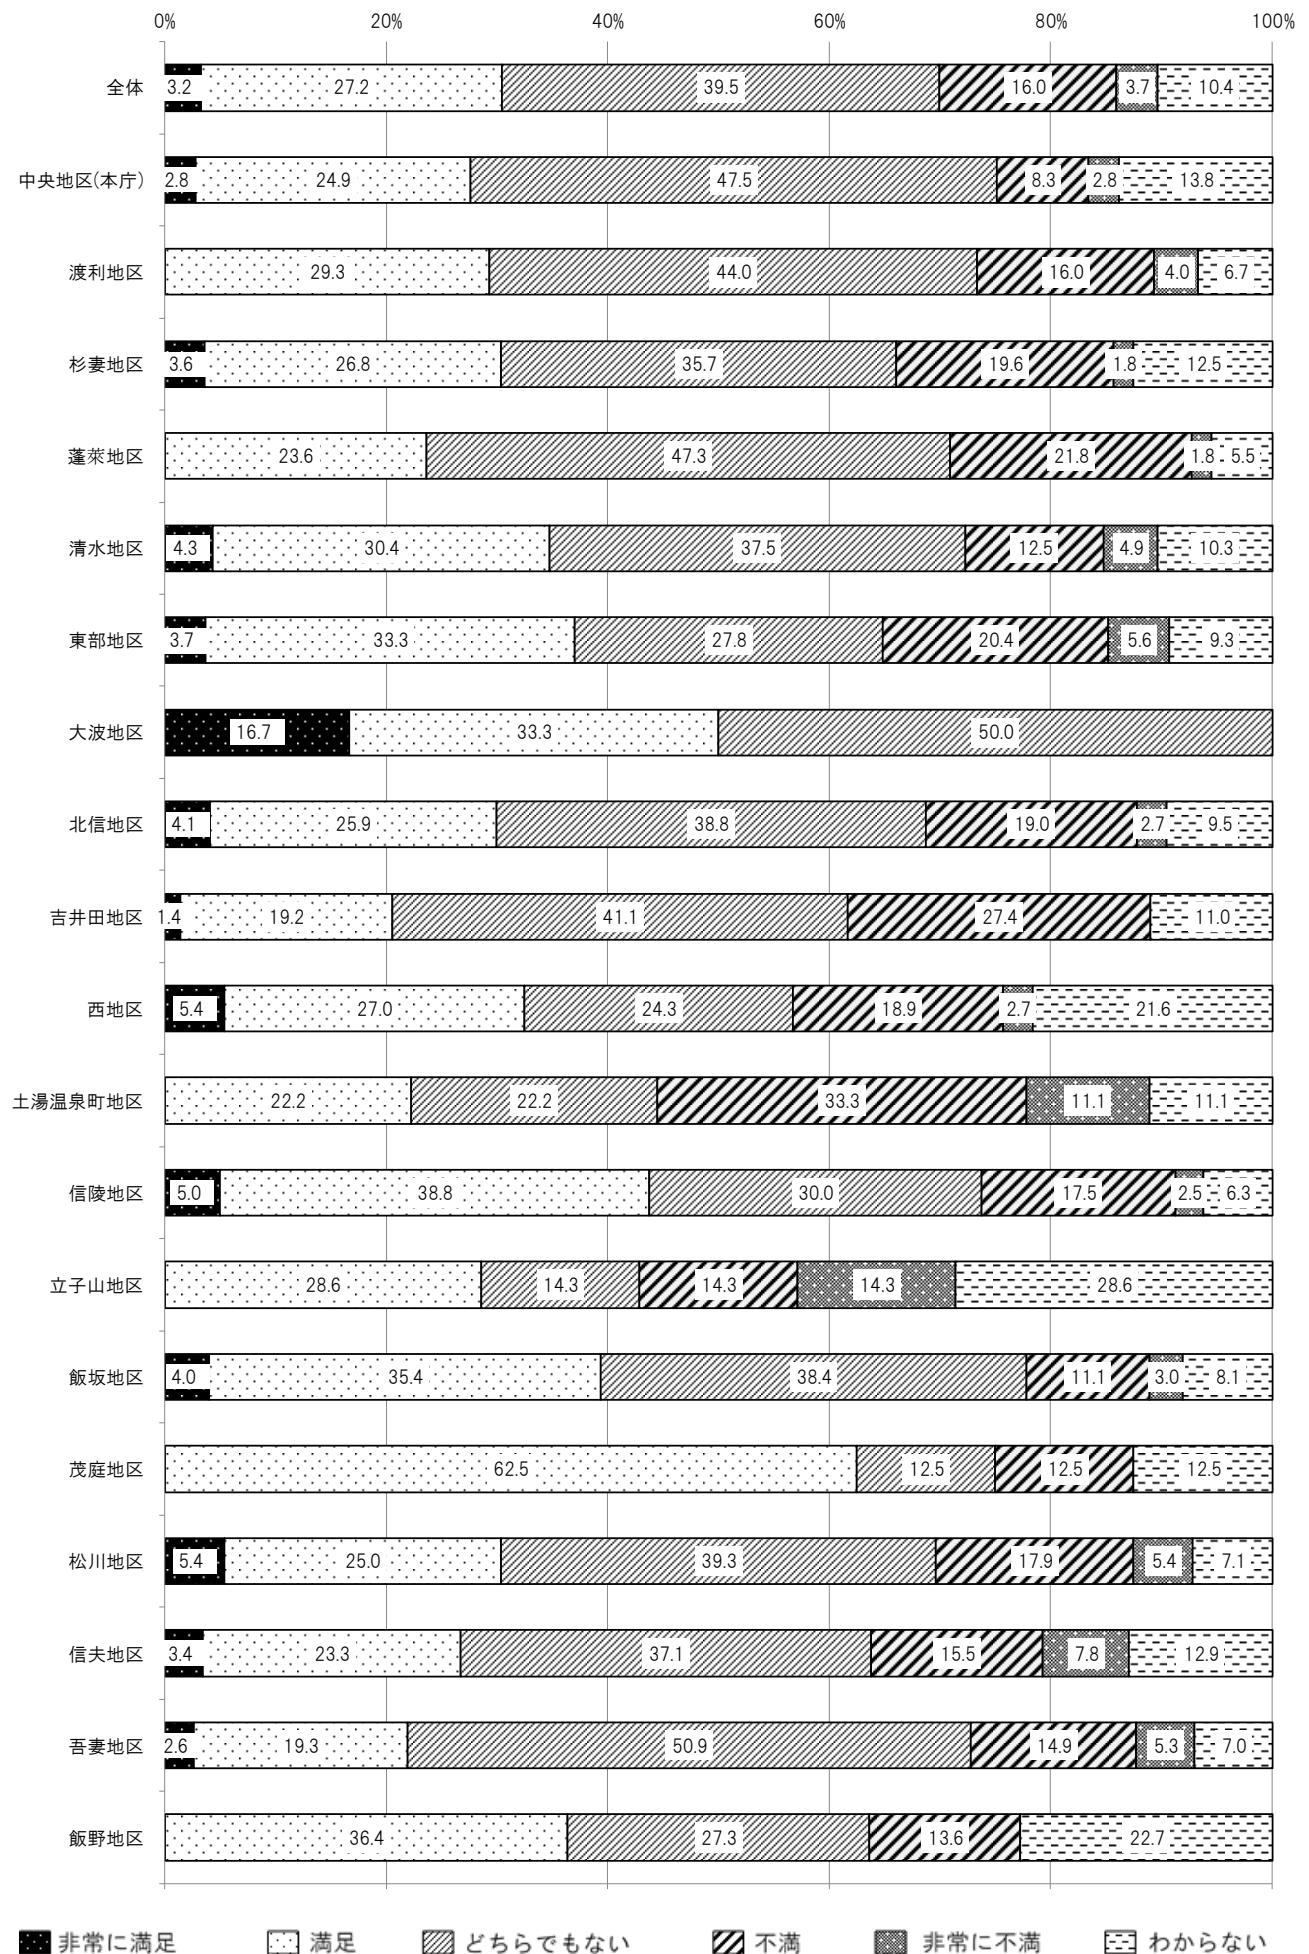 0% 20% 40% 60% 80% 100%
全体 3.2 27.2 39.5 16.0 3.7 10.4
中央地区(本庁) 2.8 24.9 47.5 8.3 2.8 13.8
渡利地区 29.3 44.0 16.0 4.0 6.7
杉妻地区 3.6 26.8 35.7 19.6 1.8 12.5
蓬萊地区 23.6 47.3 21.8 1.8 5.5
清水地区 4.3 30.4 37.5 12.5 4.9 10.3
東部地区 3.7 33.3 27.8 20.4 5.6 9.3
大波地区 16.7 33.3 50.0
北信地区 4.1 25.9 38.8 19.0 2.7 9.5
吉井田地区 1.4 19.2 41.1 27.4 11.0
西地区 5.4 27.0 24.3 18.9 2.7 21.6
土湯温泉町地区 22.2 22.2 33.3 11.1 11.1
信陵地区 5.0 38.8 30.0 17.5 2.5 6.3
立子山地区 28.6 14.3 14.3 14.3 28.6
飯坂地区 4.0 35.4 38.4 11.1 3.0 8.1
茂庭地区 62.5 12.5 12.5 12.5
松川地区 5.4 25.0 39.3 17.9 5.4 7.1
信夫地区 3.4 23.3 37.1 15.5 7.8 12.9
吾妻地区 2.6 19.3 50.9 14.9 5.3 7.0
飯野地区 36.4 27.3 13.6 22.7
非常に満足 満足 どちらでもない 不満 非常に不満 わからない